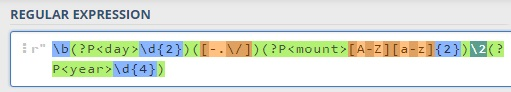 REGULAR EXPRESSION
r" \b(?P<day>\d{2})([-.\/])(?P<mount>[A-Z][a-z]{2})\2(?
P<year>\d{4})